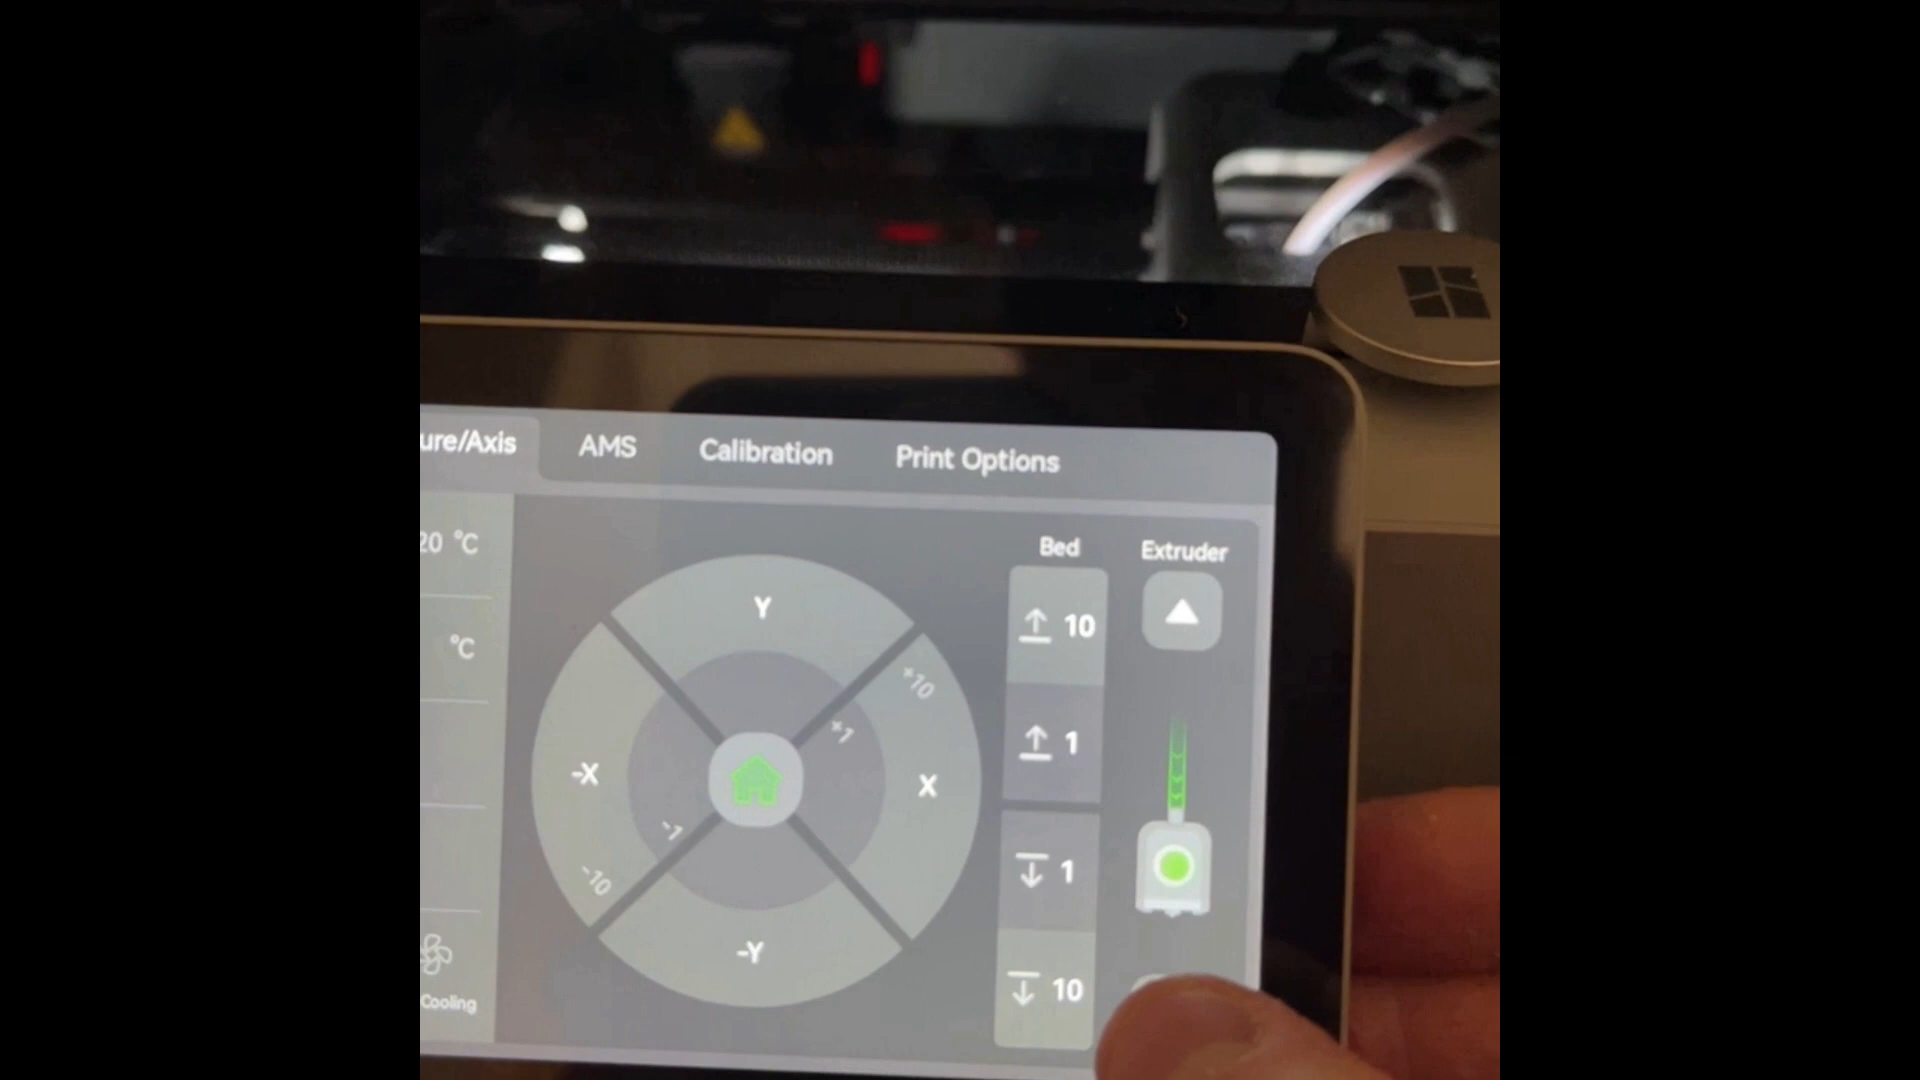 ure/Axis AMS Calibration Print Options
20 °C
°C
Cooling
Y
+10
+1
-X
X
-1
-10
-Y
Bed
10
1
1
10
Extruder